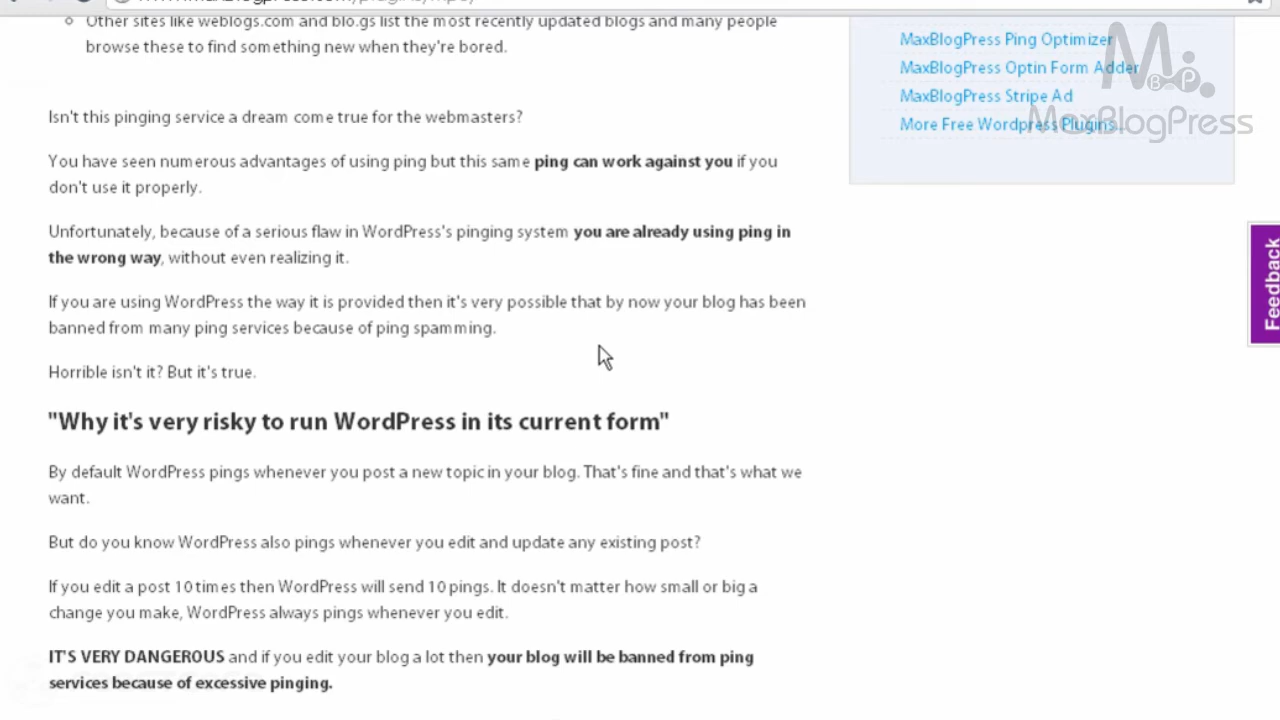 Other sites like weblogs.com and blo.gs list the most recently updated blogs and many people
browse these to find something new when they're bored.
Isn't this pinging service a dream come true for the webmasters?
You have seen numerous advantages of using ping but this same ping can work against you if you
don't use it properly.
Unfortunately, because of a serious flaw in WordPress's pinging system you are already using ping in
the wrong way, without even realizing it.
If you are using WordPress the way it is provided then it's very possible that by now your blog has been
banned from many ping services because of ping spamming.
Horrible isn't it? But it's true.
"Why it's very risky to run WordPress in its current form"
By default WordPress pings whenever you post a new topic in your blog. That's fine and that's what we
want.
But do you know WordPress also pings whenever you edit and update any existing post?
If you edit a post 10 times then WordPress will send 10 pings. It doesn't matter how small or big a
change you make, WordPress always pings whenever you edit.
IT'S VERY DANGEROUS and if you edit your blog a lot then your blog will be banned from ping
services because of excessive pinging.
MaxBlogPress Ping Optimizer
MaxBlogPress Optin Form Adder
MaxBlogPress Stripe Ad
More Free Wordpress Plugins...
M
B P
MaxBlogPress
Feedback